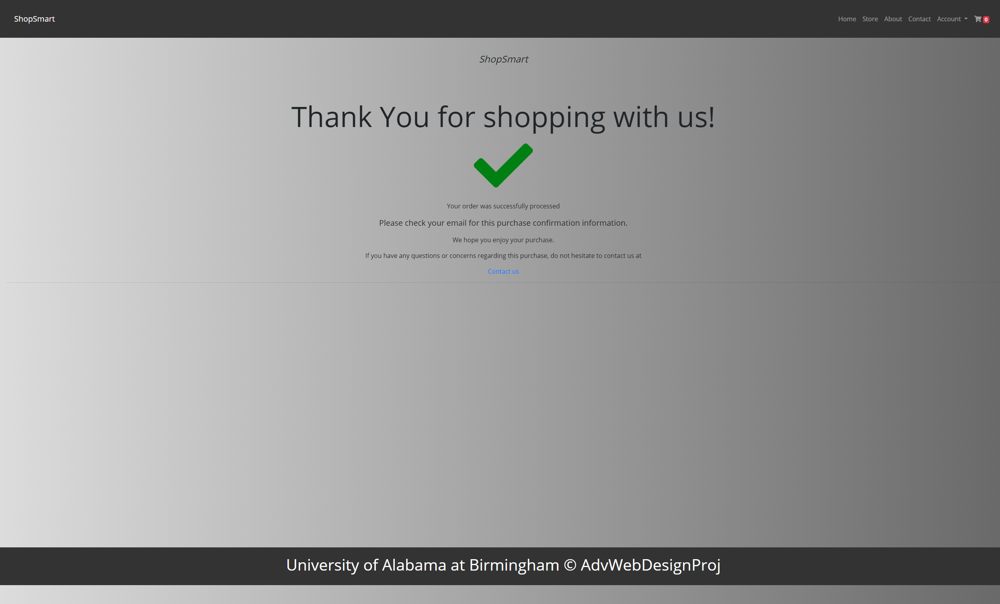 ShopSmart
Home Store About Contact Account 0
ShopSmart
Thank You for shopping with us!
Your order was successfully processed
Please check your email for this purchase confirmation information.
We hope you enjoy your purchase.
If you have any questions or concerns regarding this purchase, do not hesitate to contact us at
Contact us
University of Alabama at Birmingham © AdvWebDesignProj